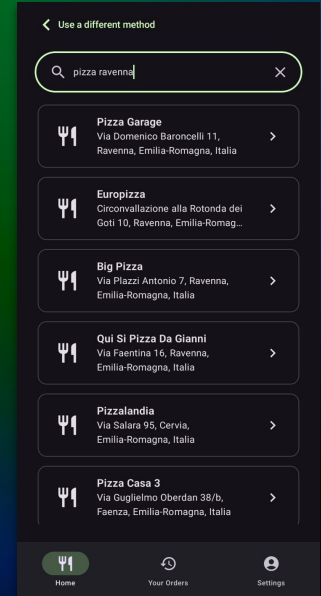 Use a different method
pizza ravenna
Pizza Garage
Via Domenico Baroncelli 11,
Ravenna, Emilia-Romagna, Italia
Europizza
Circonvallazione alla Rotonda dei
Goti 10, Ravenna, Emilia-Romag...
Big Pizza
Via Plazzi Antonio 7, Ravenna,
Emilia-Romagna, Italia
Qui Si Pizza Da Gianni
Via Faentina 16, Ravenna,
Emilia-Romagna, Italia
Pizzalandia
Via Salara 95, Cervia,
Emilia-Romagna, Italia
Pizza Casa 3
Via Guglielmo Oberdan 38/b,
Faenza, Emilia-Romagna, Italia
Home
Your Orders
Settings